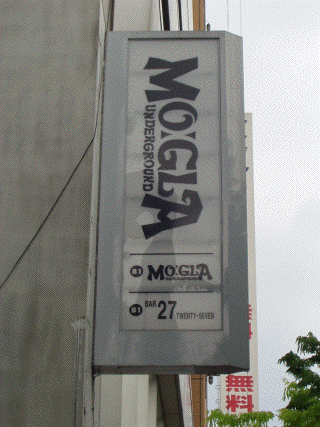 MOGLA
UNDERGROUND
B1 MOGLA
B1 BAR 27 TWENTY-SEVEN
無料